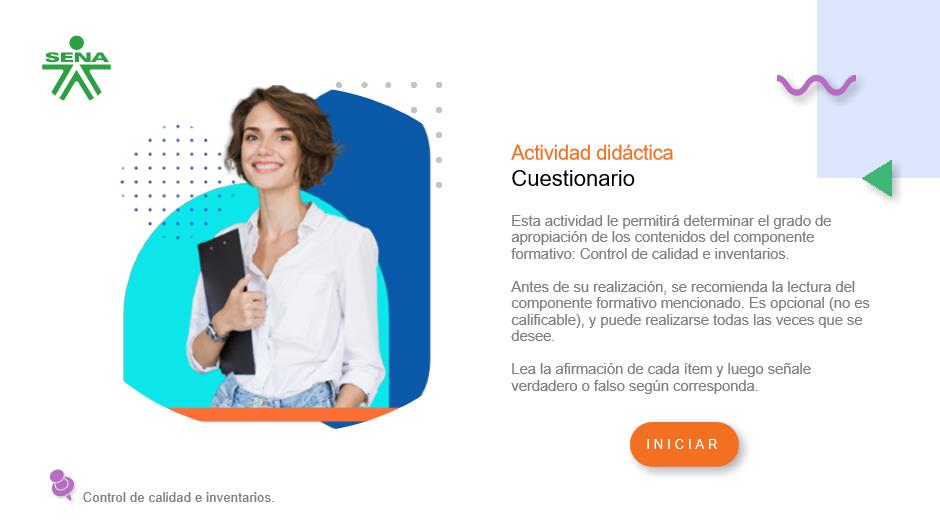 SENA
Actividad didáctica
Cuestionario
Esta actividad le permitirá determinar el grado de
apropiación de los contenidos del componente
formativo: Control de calidad e inventarios.
Antes de su realización, se recomienda la lectura del
componente formativo mencionado. Es opcional (no es
calificable), y puede realizarse todas las veces que se
desee.
Lea la afirmación de cada ítem y luego señale
verdadero o falso según corresponda.
INICIAR
Control de calidad e inventarios.